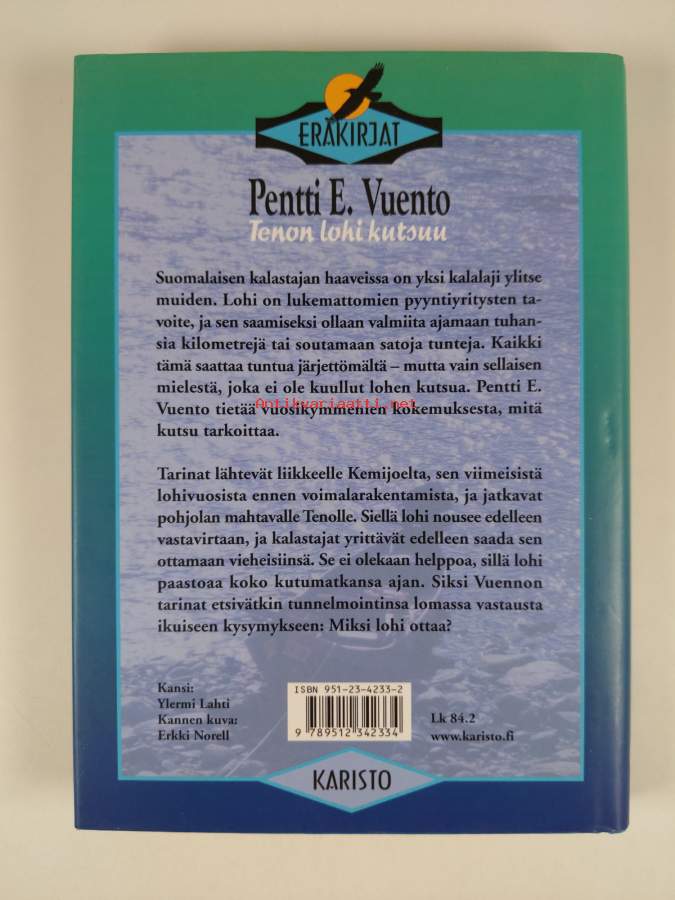 ERÄKIRJAT
Pentti E. Vuento
Tenon lohi kutsuu
Suomalaisen kalastajan haaveissa on yksi kalalaji ylitse
muiden. Lohi on lukemattomien pyyntiyritysten ta-
voite, ja sen saamiseksi ollaan valmiita ajamaan tuhan-
sia kilometrejä tai soutamaan satoja tunteja. Kaikki
tämä saattaa tuntua järjettömältä – mutta vain sellaisen
mielestä, joka ei ole kuullut lohen kutsua. Pentti E.
Vuento tietää vuosikymmenien kokemuksesta, mitä
kutsu tarkoittaa.
Antikvariaatti.net
Tarinat lähtevät liikkeelle Kemijoelta, sen viimeisistä
lohivuosista ennen voimalarakentamista, ja jatkavat
pohjolan mahtavalle Tenolle. Siellä lohi nousee edelleen
vastavirtaan, ja kalastajat yrittävät edelleen saada sen
ottamaan vieheisiinsä. Se ei olekaan helppoa, sillä lohi
paastoaa koko kutumatkansa ajan. Siksi Vuennon
tarinat etsivätkin tunnelmointinsa lomassa vastausta
ikuiseen kysymykseen: Miksi lohi ottaa?
Kansi:
Ylermi Lahti
Kannen kuva:
Erkki Norell
ISBN 951-23-4233-2
9 789512 342334
Lk 84.2
www.karisto.fi
KARISTO